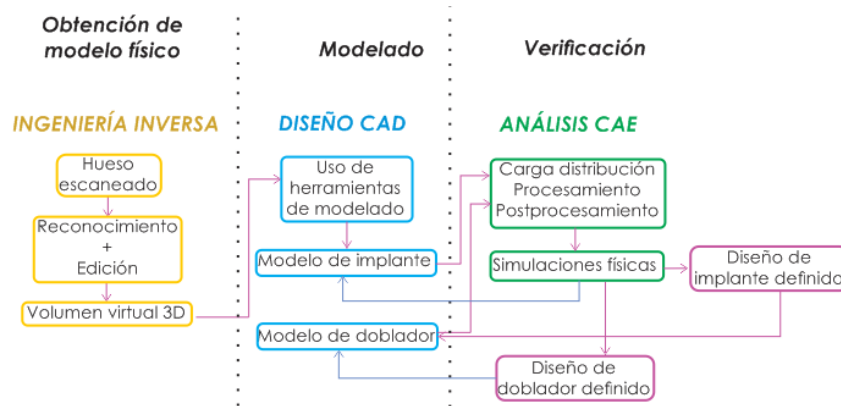 Obtención de
modelo físico
Modelado
Verificación
INGENIERÍA INVERSA
DISEÑO CAD
ANÁLISIS CAE
Hueso
escaneado
Reconocimiento
+
Edición
Volumen virtual 3D
Uso de
herramientas
de modelado
Modelo de implante
Modelo de doblador
Carga distribución
Procesamiento
Postprocesamiento
Simulaciones físicas
Diseño de
implante definido
Diseño de
doblador definido